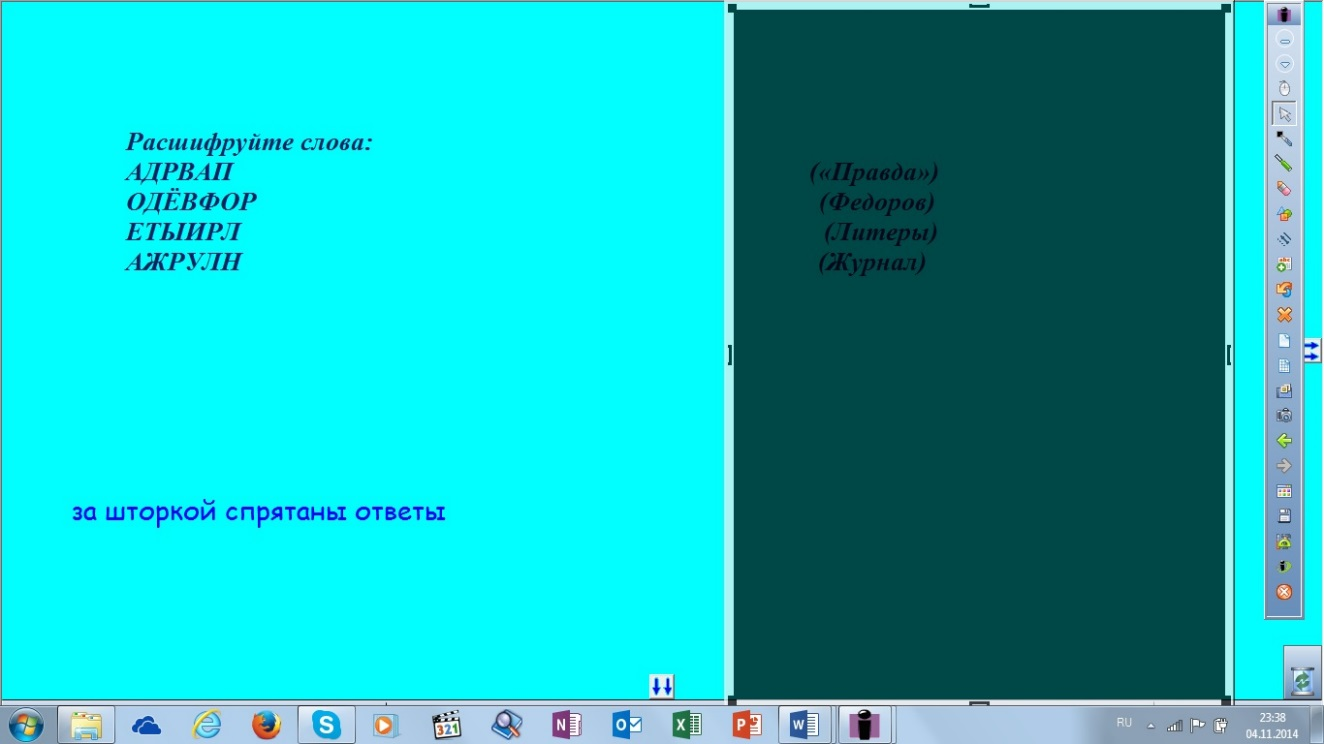 Расшифруйте слова:
АДРВАП
(«Правда»)
ОДЁВФОР
(Федоров)
ЕТЫИРЛ
(Литеры)
АЖРУЛН
(Журнал)
за шторкой спрятаны ответы
321
RU
23:38
04.11.2014